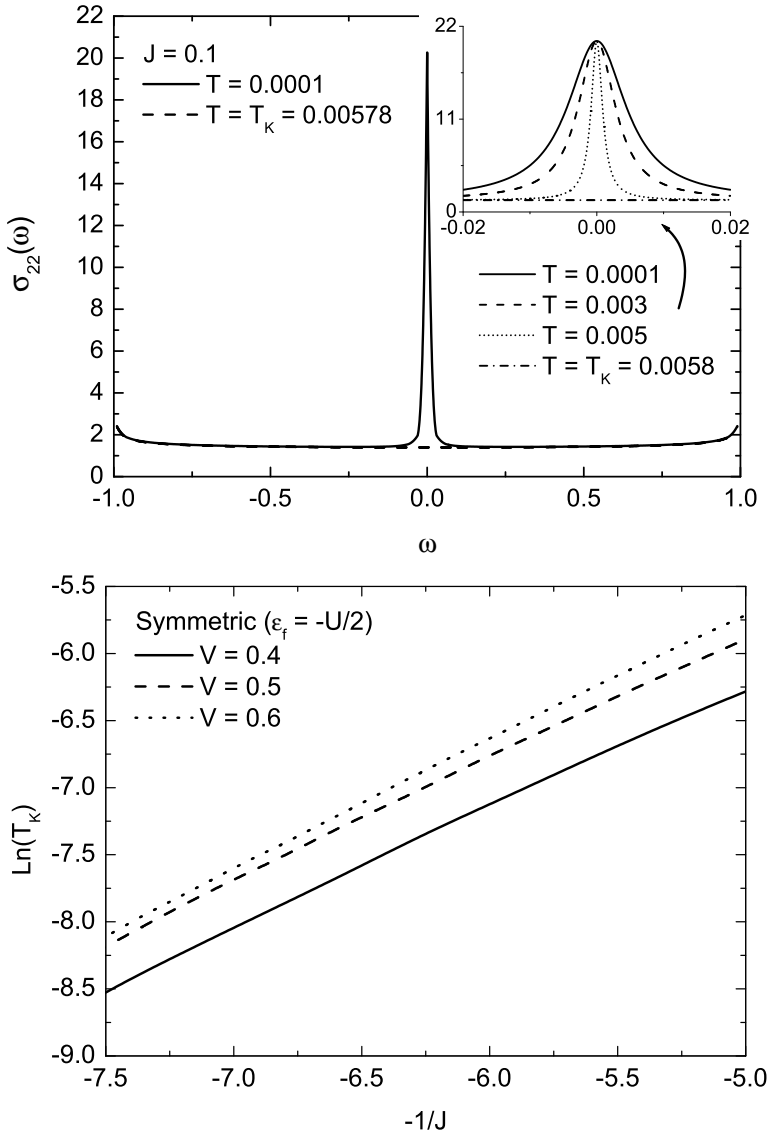 22
20
18
16
14
12
10
8
6
4
2
0
σ22(ω)
J = 0.1
T = 0.0001
T = TK = 0.00578
22
11
0
-0.02 0.00 0.02
T = 0.0001
T = 0.003
T = 0.005
T = TK = 0.0058
-1.0 -0.5 0.0 0.5 1.0
ω
-5.5
-6.0
-6.5
-7.0
-7.5
-8.0
-8.5
-9.0
Ln(TK)
Symmetric (εf = -U/2)
V = 0.4
V = 0.5
V = 0.6
-7.5 -7.0 -6.5 -6.0 -5.5 -5.0
-1/J